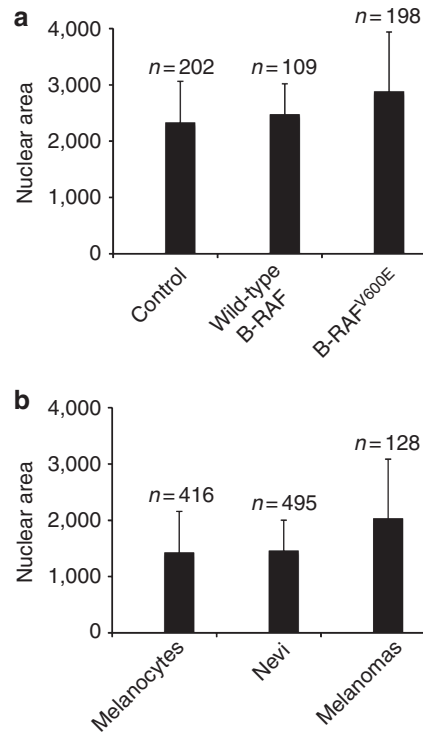 a
Nuclear area
4,000
3,000
2,000
1,000
0
n=202
n=109
n=198
Control
Wild-type
B-RAF
B-RAFV600E
b
Nuclear area
4,000
3,000
2,000
1,000
0
n=416
n=495
n=128
Melanocytes
Nevi
Melanomas